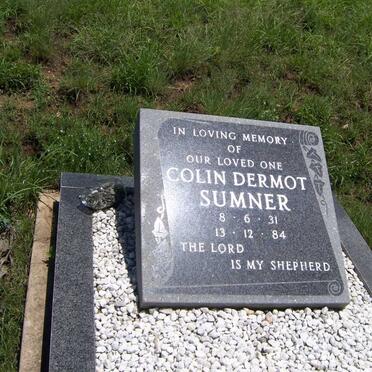 IN LOVING MEMORY
OF
OUR LOVED ONE
COLIN DERMOT
SUMNER
8 · 6 · 31
13 · 12 · 84
THE LORD
IS MY SHEPHERD